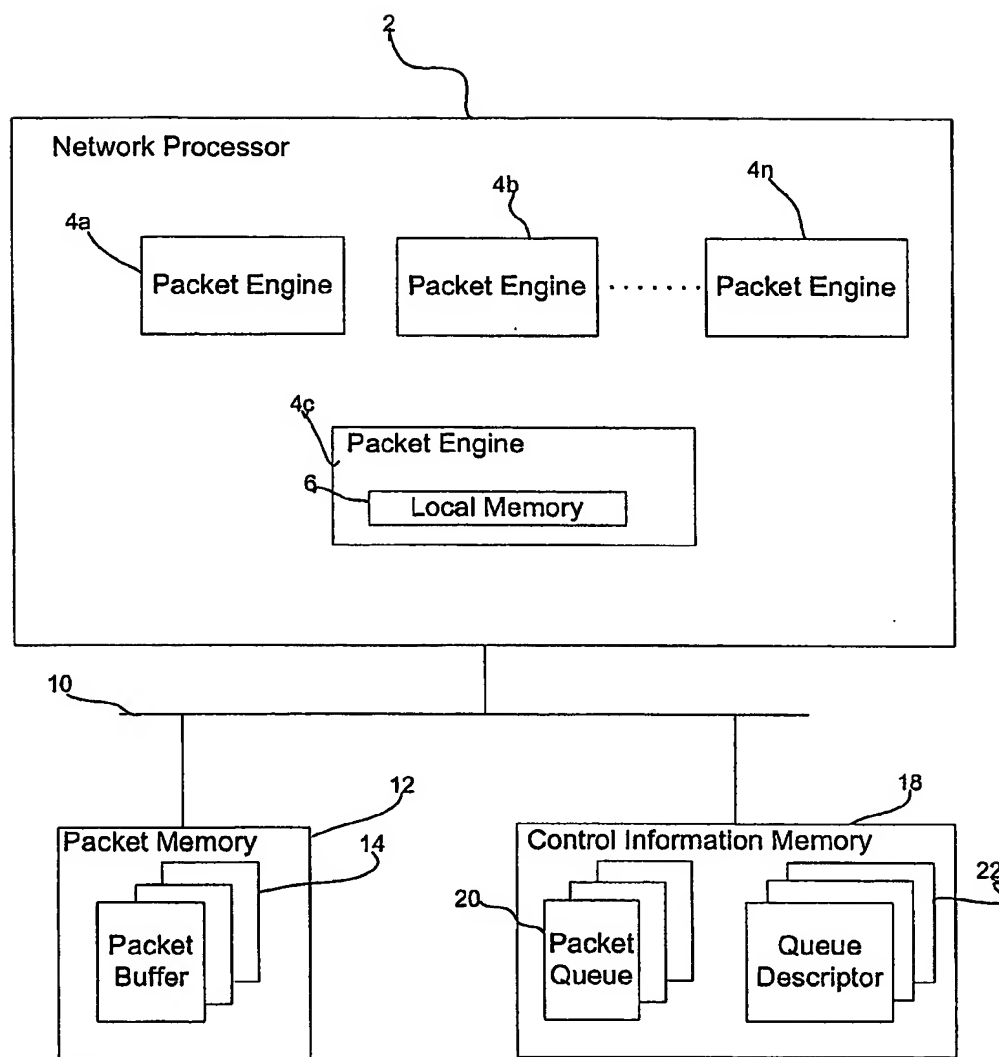 2
Network Processor
4a
4b
4n
Packet Engine
Packet Engine
Packet Engine
4c
Packet Engine
6
Local Memory
10
12
18
Packet Memory
14
Control Information Memory
22
20
Packet
Buffer
Packet
Queue
Queue
Descriptor